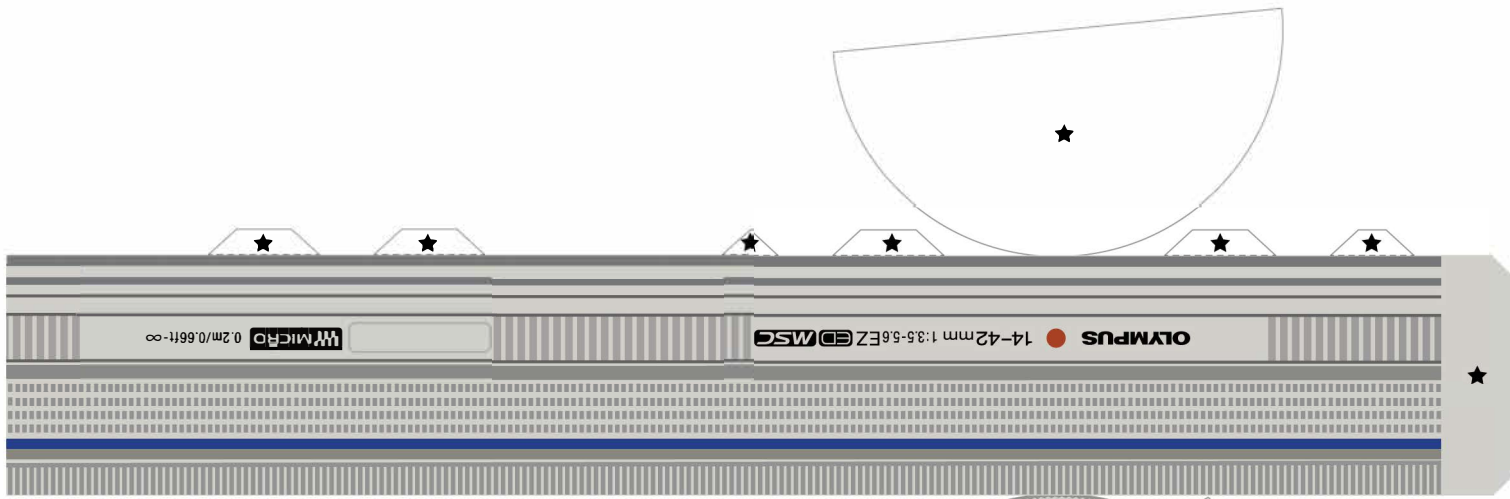 OLYMPUS 14-42mm 1:3.5-5.6 EZ ED MSC
MICRO 0.2m/0.66ft-∞